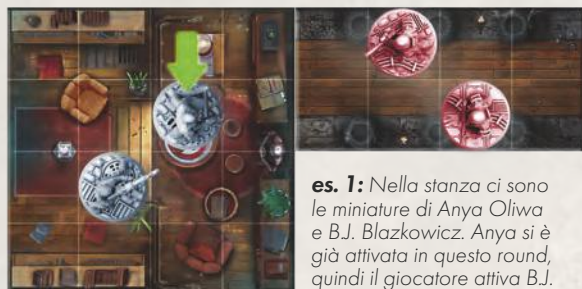 es. 1: Nella stanza ci sono
le miniature di Anya Oliwa
e B.J. Blazkowicz. Anya si è
già attivata in questo round,
quindi il giocatore attiva B.J.